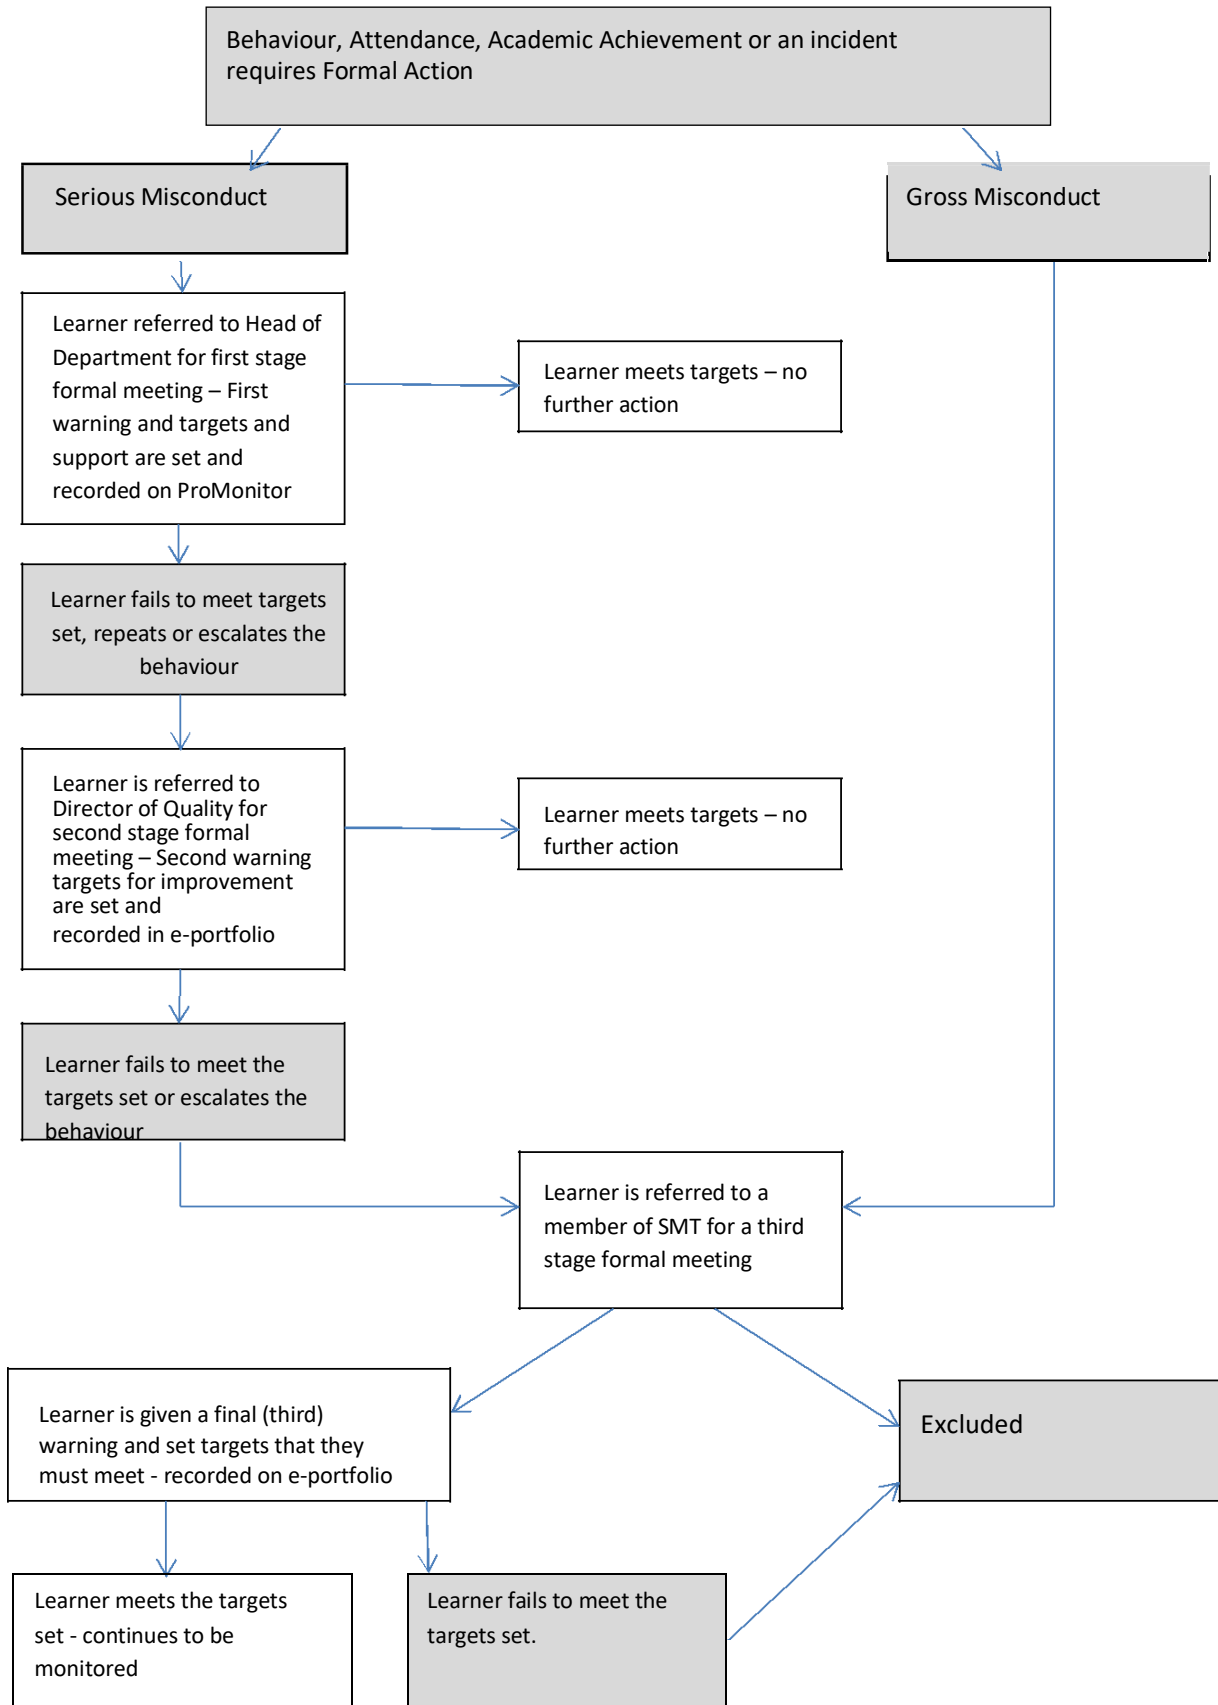 Behaviour, Attendance, Academic Achievement or an incident
requires Formal Action
Serious Misconduct
Gross Misconduct
Learner referred to Head of
Department for first stage
formal meeting – First
warning and targets and
support are set and
recorded on ProMonitor
Learner meets targets – no
further action
Learner fails to meet targets
set, repeats or escalates the
behaviour
Learner is referred to
Director of Quality for
second stage formal
meeting – Second warning
targets for improvement
are set and
recorded in e-portfolio
Learner meets targets – no
further action
Learner fails to meet the
targets set or escalates the
behaviour
Learner is referred to a
member of SMT for a third
stage formal meeting
Learner is given a final (third)
warning and set targets that they
must meet - recorded on e-portfolio
Excluded
Learner meets the targets
set - continues to be
monitored
Learner fails to meet the
targets set.